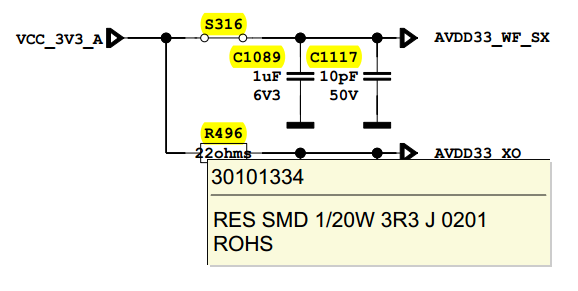 S316
VCC_3V3_A
AVDD33_WF_SX
C1089
C1117
1uF
10pF
6V3
50V
R496
22ohms
AVDD33_XO
30101334
RES SMD 1/20W 3R3 J 0201
ROHS